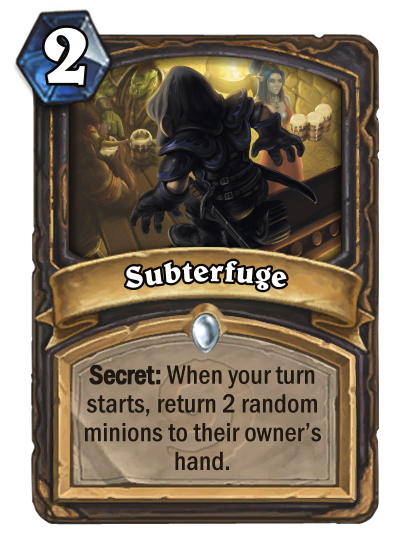 2
Subterfuge
Secret: When your turn
starts, return 2 random
minions to their owner's
hand.